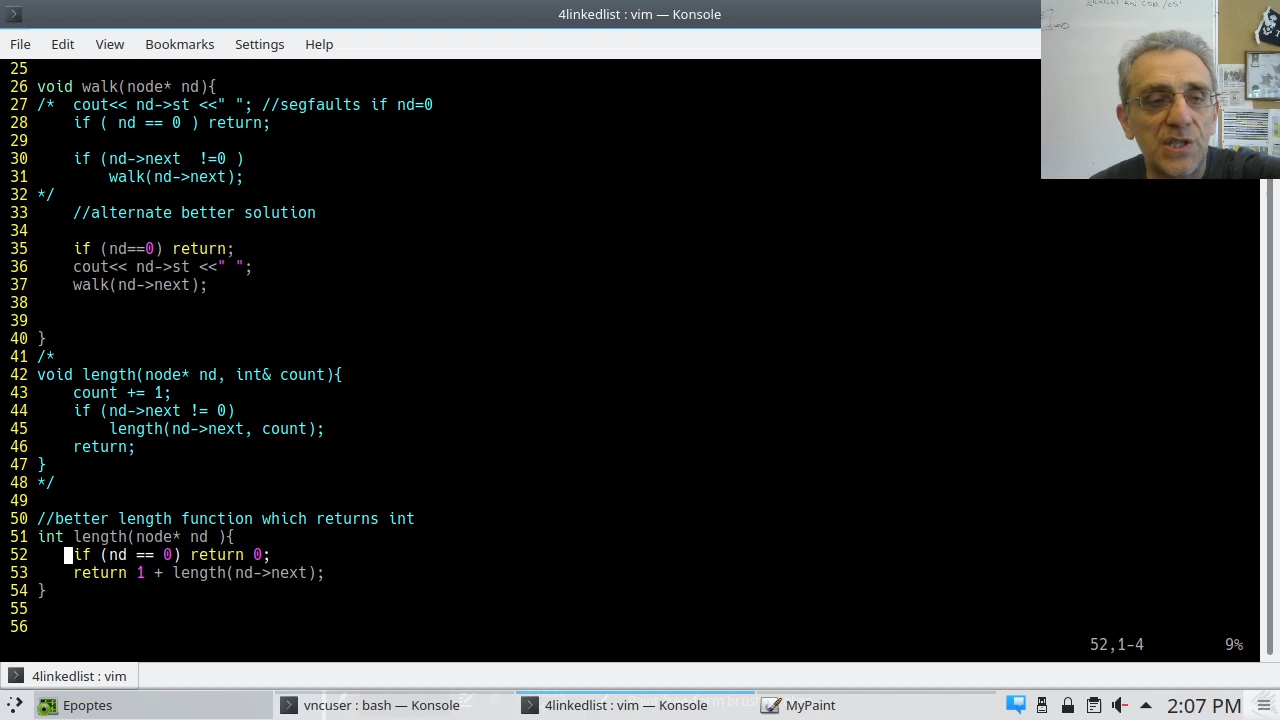 4linkedlist : vim — Konsole
File Edit View Bookmarks Settings Help
25
26 void walk(node* nd){
27 /*  cout<< nd->st <<" "; //segfaults if nd=0
28     if ( nd == 0 ) return;
29
30     if (nd->next  !=0 )
31         walk(nd->next);
32 */
33     //alternate better solution
34
35     if (nd==0) return;
36     cout<< nd->st <<" ";
37     walk(nd->next);
38
39
40 }
41 /*
42 void length(node* nd, int& count){
43     count += 1;
44     if (nd->next != 0)
45         length(nd->next, count);
46     return;
47 }
48 */
49
50 //better length function which returns int
51 int length(node* nd ){
52     if (nd == 0) return 0;
53     return 1 + length(nd->next);
54 }
55
56
52,1-4 9%
4linkedlist : vim
Epoptes vncuser : bash — Konsole 4linkedlist : vim — Konsole MyPaint 2:07 PM